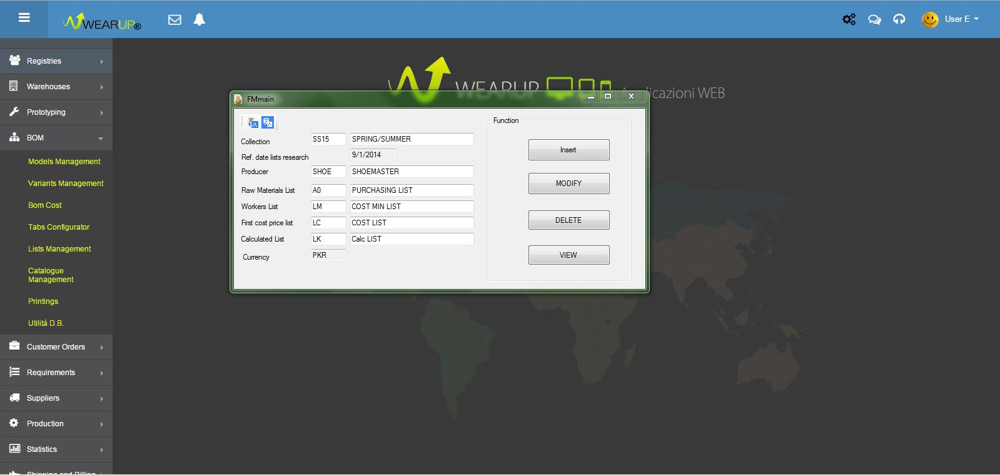 WEARUP®
User E
Registries
Warehouses
Prototyping
BOM
Models Management
Variants Management
Bom Cost
Tabs Configurator
Lists Management
Catalogue
Management
Printings
Utilità D.B.
Customer Orders
Requirements
Suppliers
Production
Statistics
Shipping and Billing
WEARUP
WEB
FMmain
Collection SS15 SPRING/SUMMER
Ref. date lists research 9/1/2014
Producer SHOE SHOEMASTER
Raw Materials List A0 PURCHASING LIST
Workers List LM COST MIN LIST
First cost price list LC COST LIST
Calculated List LK Calc LIST
Currency PKR
Function
Insert
MODIFY
DELETE
VIEW